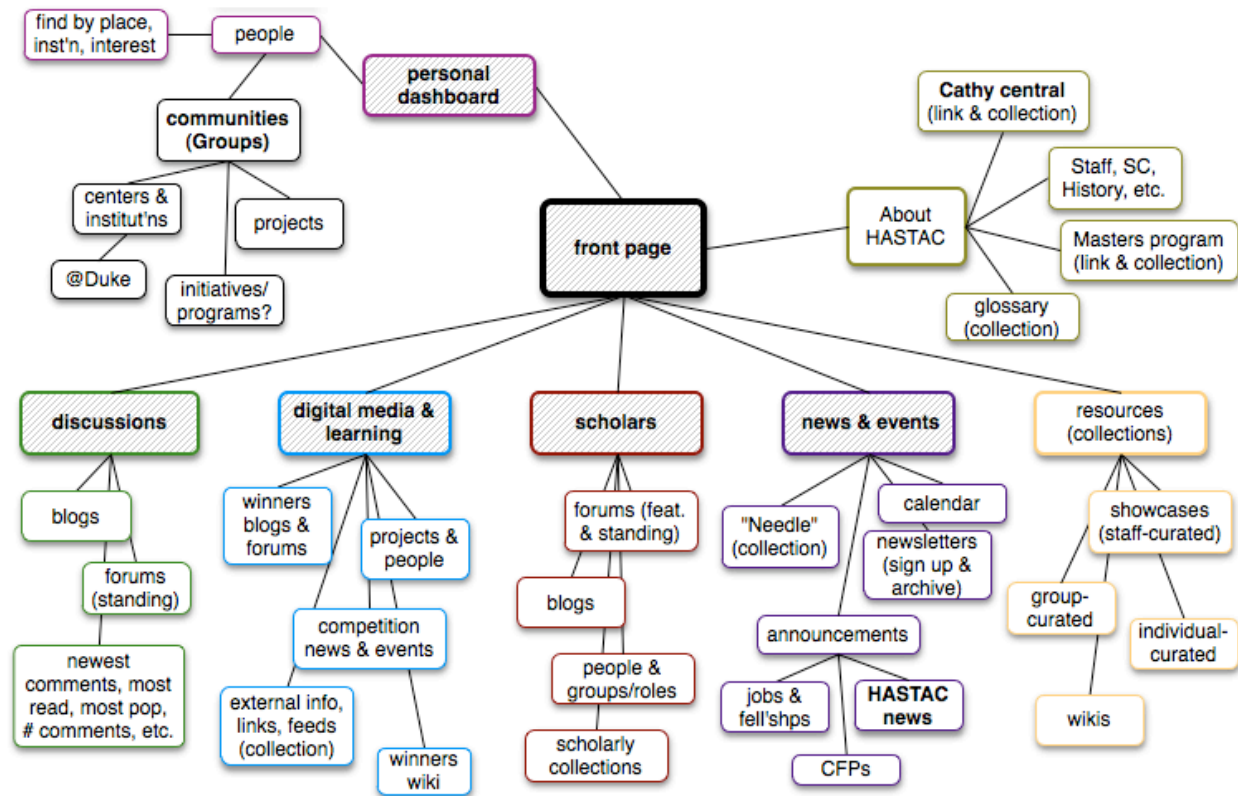 find by place,
inst'n, interest
people
personal
dashboard
communities
(Groups)
centers &
institut'ns
projects
@Duke
initiatives/
programs?
front page
About
HASTAC
Cathy central
(link & collection)
Staff, SC,
History, etc.
Masters program
(link & collection)
glossary
(collection)
discussions
blogs
forums
(standing)
newest
comments, most
read, most pop,
# comments, etc.
digital media &
learning
winners
blogs &
forums
projects &
people
competition
news & events
external info,
links, feeds
(collection)
winners
wiki
scholars
forums (feat.
& standing)
blogs
people &
groups/roles
scholarly
collections
news & events
"Needle"
(collection)
calendar
newsletters
(sign up &
archive)
announcements
jobs &
fell'shps
HASTAC
news
CFPs
resources
(collections)
showcases
(staff-curated)
group-
curated
individual-
curated
wikis